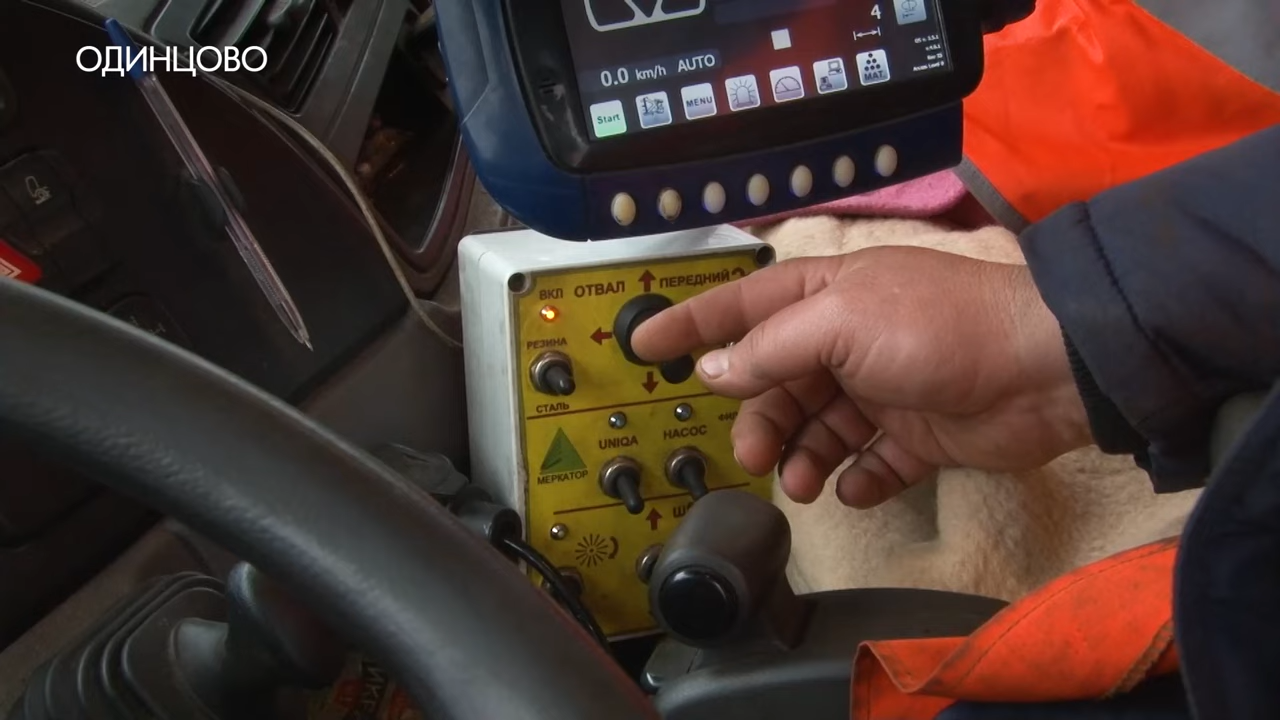 ОДИНЦОВО
4
0.0 km/h AUTO
Start
MENU
MAT.
ВКЛ ОТВАЛ ПЕРЕДНИЙ
РЕЗИНА
СТАЛЬ
UNIQA НАСОС
МЕРКАТОР